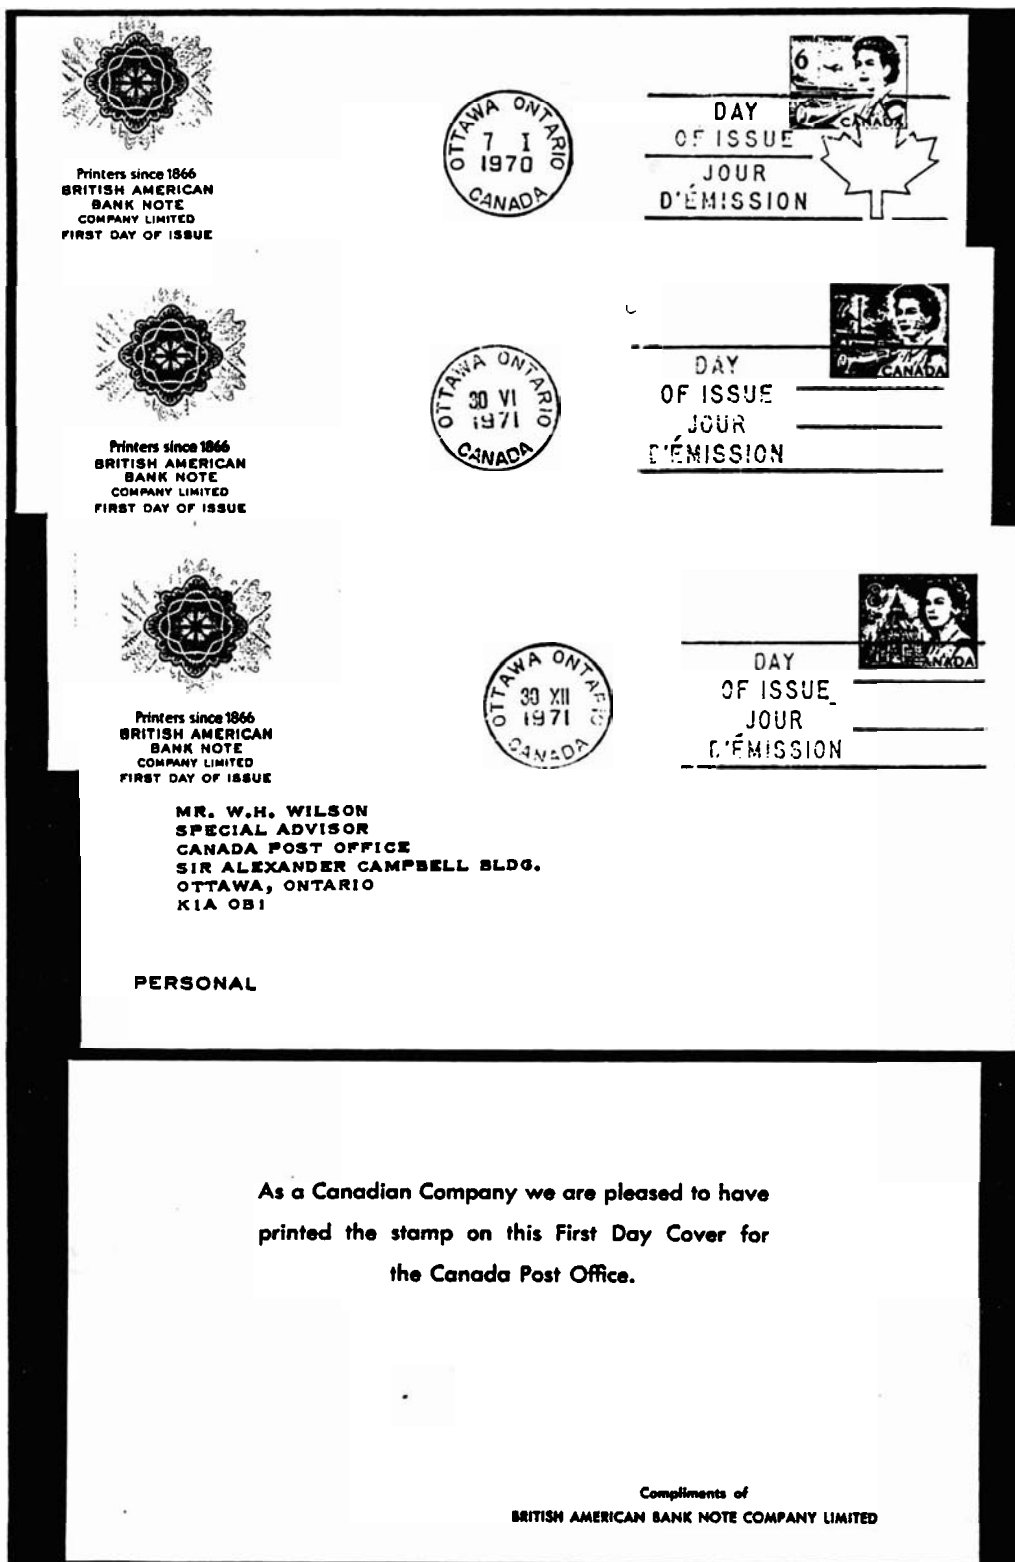 Printers since 1866
BRITISH AMERICAN
BANK NOTE
COMPANY LIMITED
FIRST DAY OF ISSUE
OTTAWA ONTARIO
7 I
1970
CANADA
DAY
OF ISSUE
JOUR
D'ÉMISSION
6
CANADA
Printers since 1866
BRITISH AMERICAN
BANK NOTE
COMPANY LIMITED
FIRST DAY OF ISSUE
OTTAWA ONTARIO
30 VI
1971
CANADA
DAY
OF ISSUE
JOUR
D'ÉMISSION
CANADA
Printers since 1866
BRITISH AMERICAN
BANK NOTE
COMPANY LIMITED
FIRST DAY OF ISSUE
OTTAWA ONTARIO
30 XII
1971
CANADA
DAY
OF ISSUE
JOUR
D'ÉMISSION
8
CANADA
MR. W.H. WILSON
SPECIAL ADVISOR
CANADA POST OFFICE
SIR ALEXANDER CAMPBELL BLDG.
OTTAWA, ONTARIO
K1A 0B1
PERSONAL
As a Canadian Company we are pleased to have
printed the stamp on this First Day Cover for
the Canada Post Office.
Compliments of
BRITISH AMERICAN BANK NOTE COMPANY LIMITED